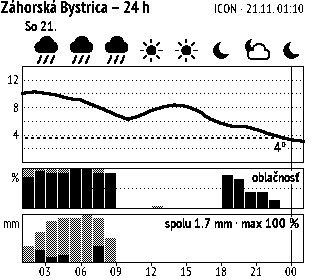 Záhorská Bystrica – 24 h ICON · 21.11. 01:10
So 21.
12
8
4
4°
% oblačnosť
mm spolu 1.7 mm · max 100 %
03 06 09 12 15 18 21 00